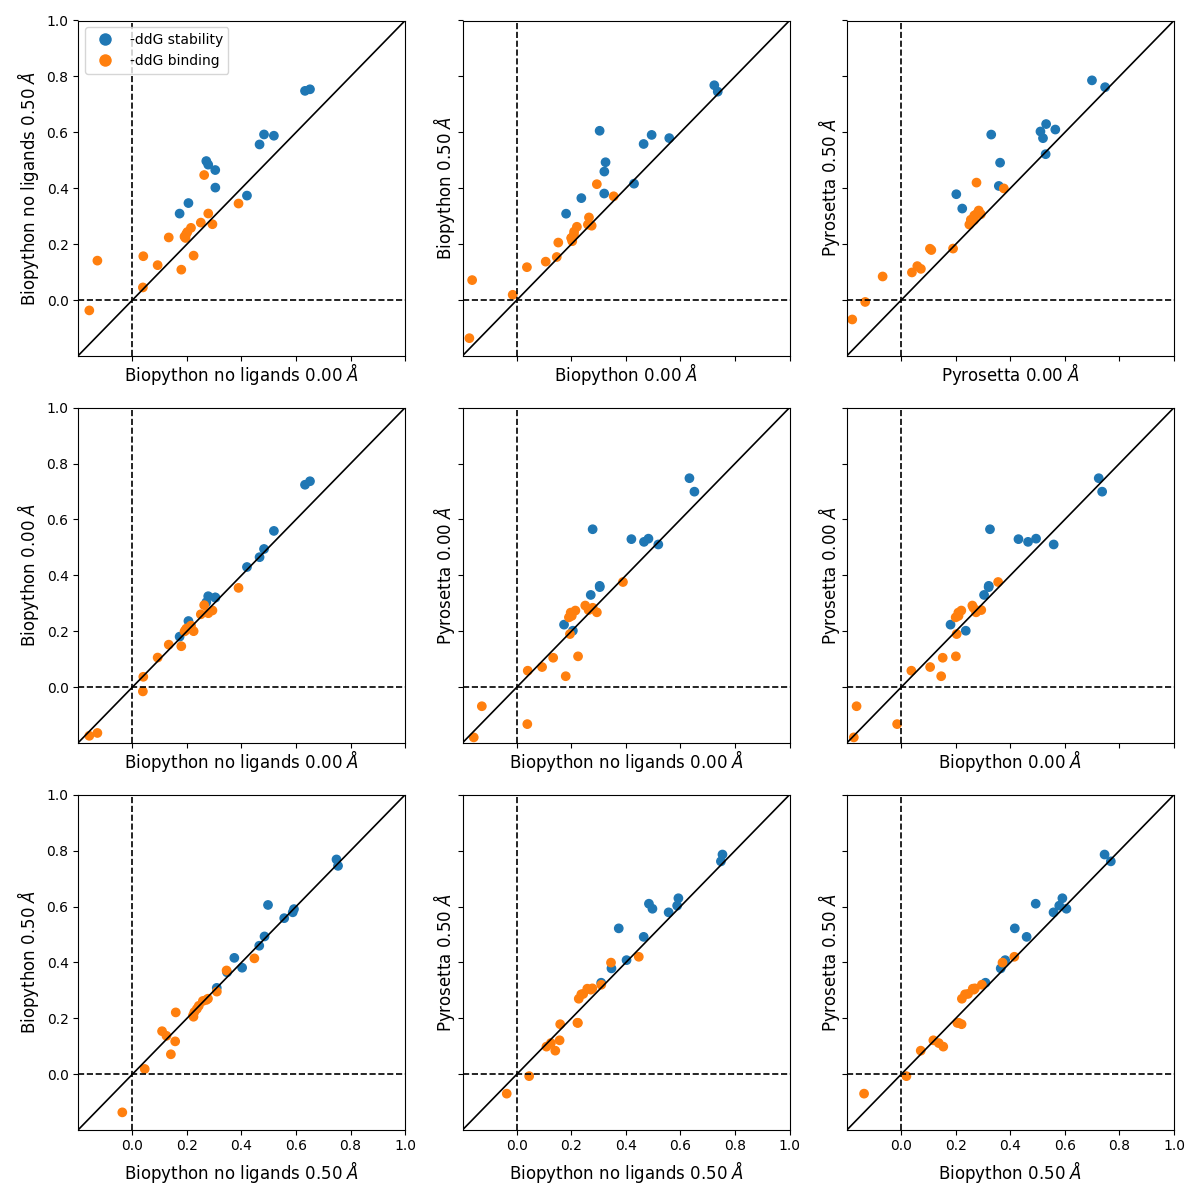 1.0
0.8
0.6
0.4
0.2
0.0
-ddG stability
-ddG binding
Biopython no ligands 0.50 Å
Biopython no ligands 0.00 Å
Biopython 0.50 Å
Biopython 0.00 Å
Pyrosetta 0.50 Å
Pyrosetta 0.00 Å
1.0
0.8
0.6
0.4
0.2
0.0
Biopython 0.00 Å
Biopython no ligands 0.00 Å
Pyrosetta 0.00 Å
Biopython no ligands 0.00 Å
Pyrosetta 0.00 Å
Biopython 0.00 Å
1.0
0.8
0.6
0.4
0.2
0.0
Biopython 0.50 Å
0.0 0.2 0.4 0.6 0.8 1.0
Biopython no ligands 0.50 Å
Pyrosetta 0.50 Å
0.0 0.2 0.4 0.6 0.8 1.0
Biopython no ligands 0.50 Å
Pyrosetta 0.50 Å
0.0 0.2 0.4 0.6 0.8 1.0
Biopython 0.50 Å